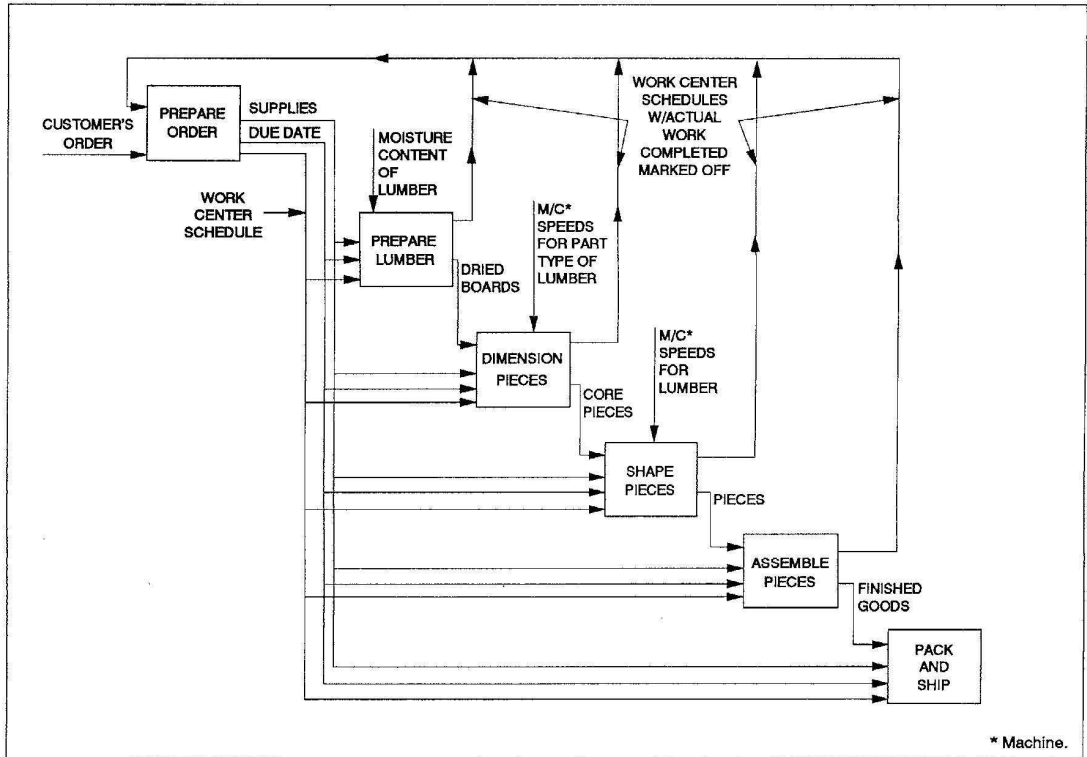 PREPARE
ORDER
SUPPLIES
DUE DATE
CUSTOMER'S
ORDER
WORK
CENTER
SCHEDULE
MOISTURE
CONTENT
OF
LUMBER
WORK CENTER
SCHEDULES
W/ACTUAL
WORK
COMPLETED
MARKED OFF
PREPARE
LUMBER
DRIED
BOARDS
M/C*
SPEEDS
FOR PART
TYPE OF
LUMBER
DIMENSION
PIECES
CORE
PIECES
M/C*
SPEEDS
FOR
LUMBER
SHAPE
PIECES
PIECES
ASSEMBLE
PIECES
FINISHED
GOODS
PACK
AND
SHIP
* Machine.